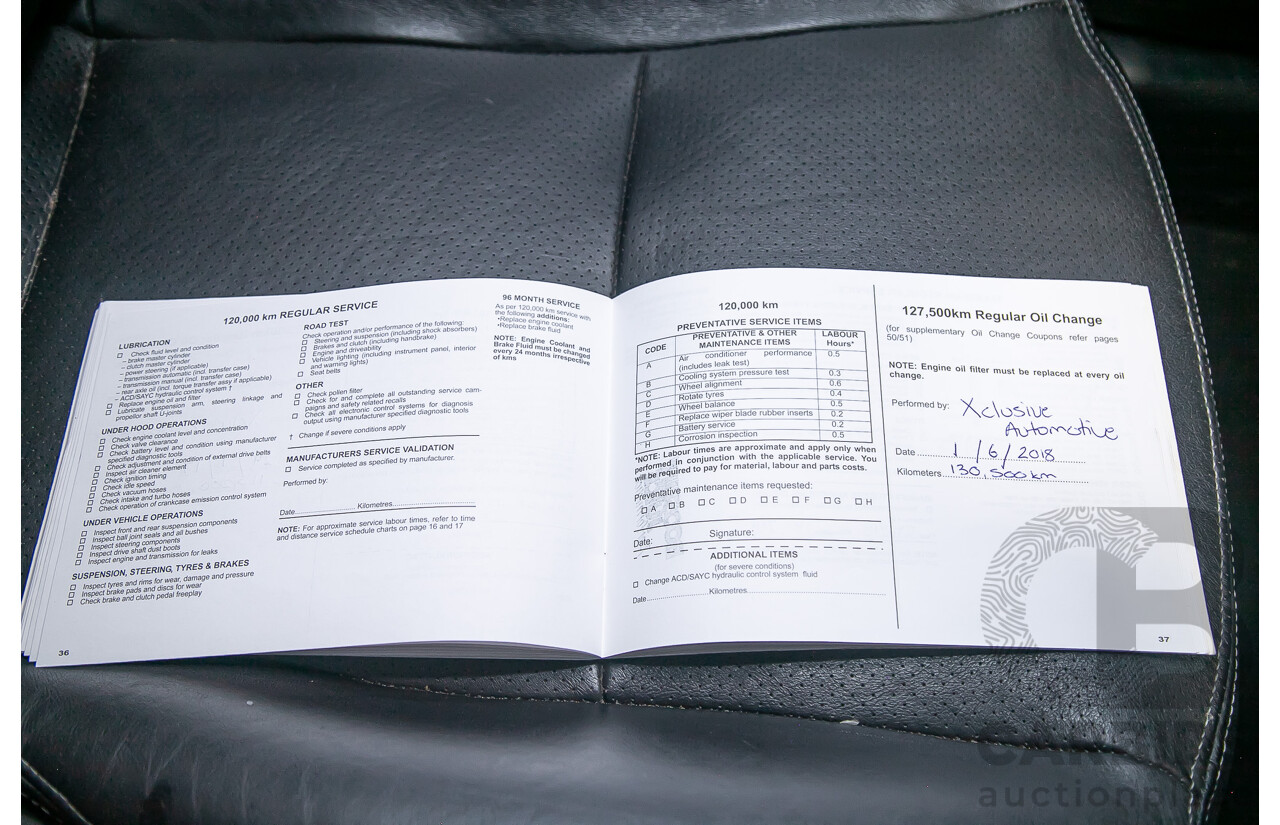 120,000 km REGULAR SERVICE
LUBRICATION
☐ Check fluid level and condition
– brake master cylinder
– clutch master cylinder
– power steering (if applicable)
– transmission automatic (incl. transfer case)
– transmission manual (incl. transfer case)
– rear axle oil (incl. torque transfer assy if applicable)
– ACD/SAYC hydraulic control system †
☐ Replace engine oil and filter
☐ Lubricate suspension arm, steering linkage and
propellor shaft U-joints
UNDER HOOD OPERATIONS
☐ Check engine coolant level and concentration
☐ Check valve clearance
☐ Check battery level and condition using manufacturer
specified diagnostic tools
☐ Check adjustment and condition of external drive belts
☐ Inspect air cleaner element
☐ Check ignition timing
☐ Check idle speed
☐ Check vacuum hoses
☐ Check intake and turbo hoses
☐ Check operation of crankcase emission control system
UNDER VEHICLE OPERATIONS
☐ Inspect front and rear suspension components
☐ Inspect ball joint seals and all bushes
☐ Inspect steering components
☐ Inspect drive shaft dust boots
☐ Inspect engine and transmission for leaks
SUSPENSION, STEERING, TYRES & BRAKES
☐ Inspect tyres and rims for wear, damage and pressure
☐ Inspect brake pads and discs for wear
☐ Check brake and clutch pedal freeplay
36
ROAD TEST
Check operation and/or performance of the following:
☐ Steering and suspension (including shock absorbers)
☐ Brakes and clutch (including handbrake)
☐ Engine and driveability
☐ Vehicle lighting (including instrument panel, interior
and warning lights)
☐ Seat belts
OTHER
☐ Check pollen filter
☐ Check for and complete all outstanding service cam-
paigns and safety related recalls
☐ Check all electronic control systems for diagnosis
output using manufacturer specified diagnostic tools
† Change if severe conditions apply
MANUFACTURERS SERVICE VALIDATION
☐ Service completed as specified by manufacturer.
Performed by:
Date........................ Kilometres..............................
NOTE: For approximate service labour times, refer to time
and distance service schedule charts on page 16 and 17
96 MONTH SERVICE
As per 120,000 km service with
the following additions:
•Replace engine coolant
•Replace brake fluid
NOTE: Engine Coolant and
Brake Fluid must be changed
every 24 months irrespective
of kms
120,000 km
PREVENTATIVE SERVICE ITEMS
CODE PREVENTATIVE & OTHER MAINTENANCE ITEMS LABOUR Hours*
A Air conditioner performance (includes leak test) 0.5
B Cooling system pressure test 0.3
C Wheel alignment 0.6
D Rotate tyres 0.4
E Wheel balance 0.5
F Replace wiper blade rubber inserts 0.2
G Battery service 0.2
H Corrosion inspection 0.5
*NOTE: Labour times are approximate and apply only when
performed in conjunction with the applicable service. You
will be required to pay for material, labour and parts costs.
Preventative maintenance items requested:
☐ A ☐ B ☐ C ☐ D ☐ E ☐ F ☐ G ☐ H
Date: Signature:
ADDITIONAL ITEMS
(for severe conditions)
☐ Change ACD/SAYC hydraulic control system fluid
Date........................ Kilometres..............................
127,500km Regular Oil Change
(for supplementary Oil Change Coupons refer pages
50/51)
NOTE: Engine oil filter must be replaced at every oil
change.
Performed by: Xclusive
Automotive
Date 1/6/2018
Kilometers 130,500km
37
auctionpl